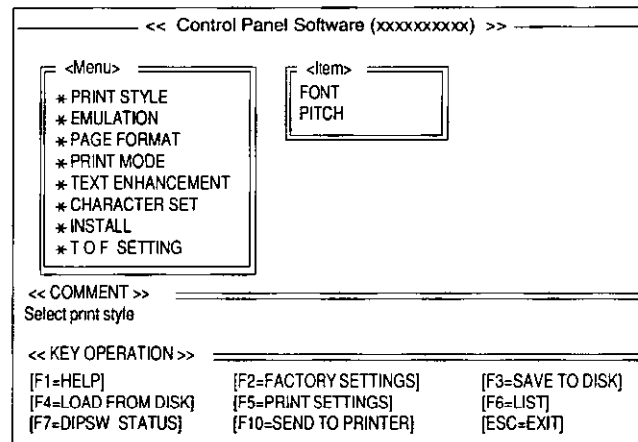 << Control Panel Software (xxxxxxxxxx) >>
<Menu>
* PRINT STYLE
* EMULATION
* PAGE FORMAT
* PRINT MODE
* TEXT ENHANCEMENT
* CHARACTER SET
* INSTALL
* T O F SETTING
<Item>
FONT
PITCH
<< COMMENT >>
Select print style
<< KEY OPERATION >>
[F1=HELP] [F2=FACTORY SETTINGS] [F3=SAVE TO DISK]
[F4=LOAD FROM DISK] [F5=PRINT SETTINGS] [F6=LIST]
[F7=DIPSW STATUS] [F10=SEND TO PRINTER] [ESC=EXIT]